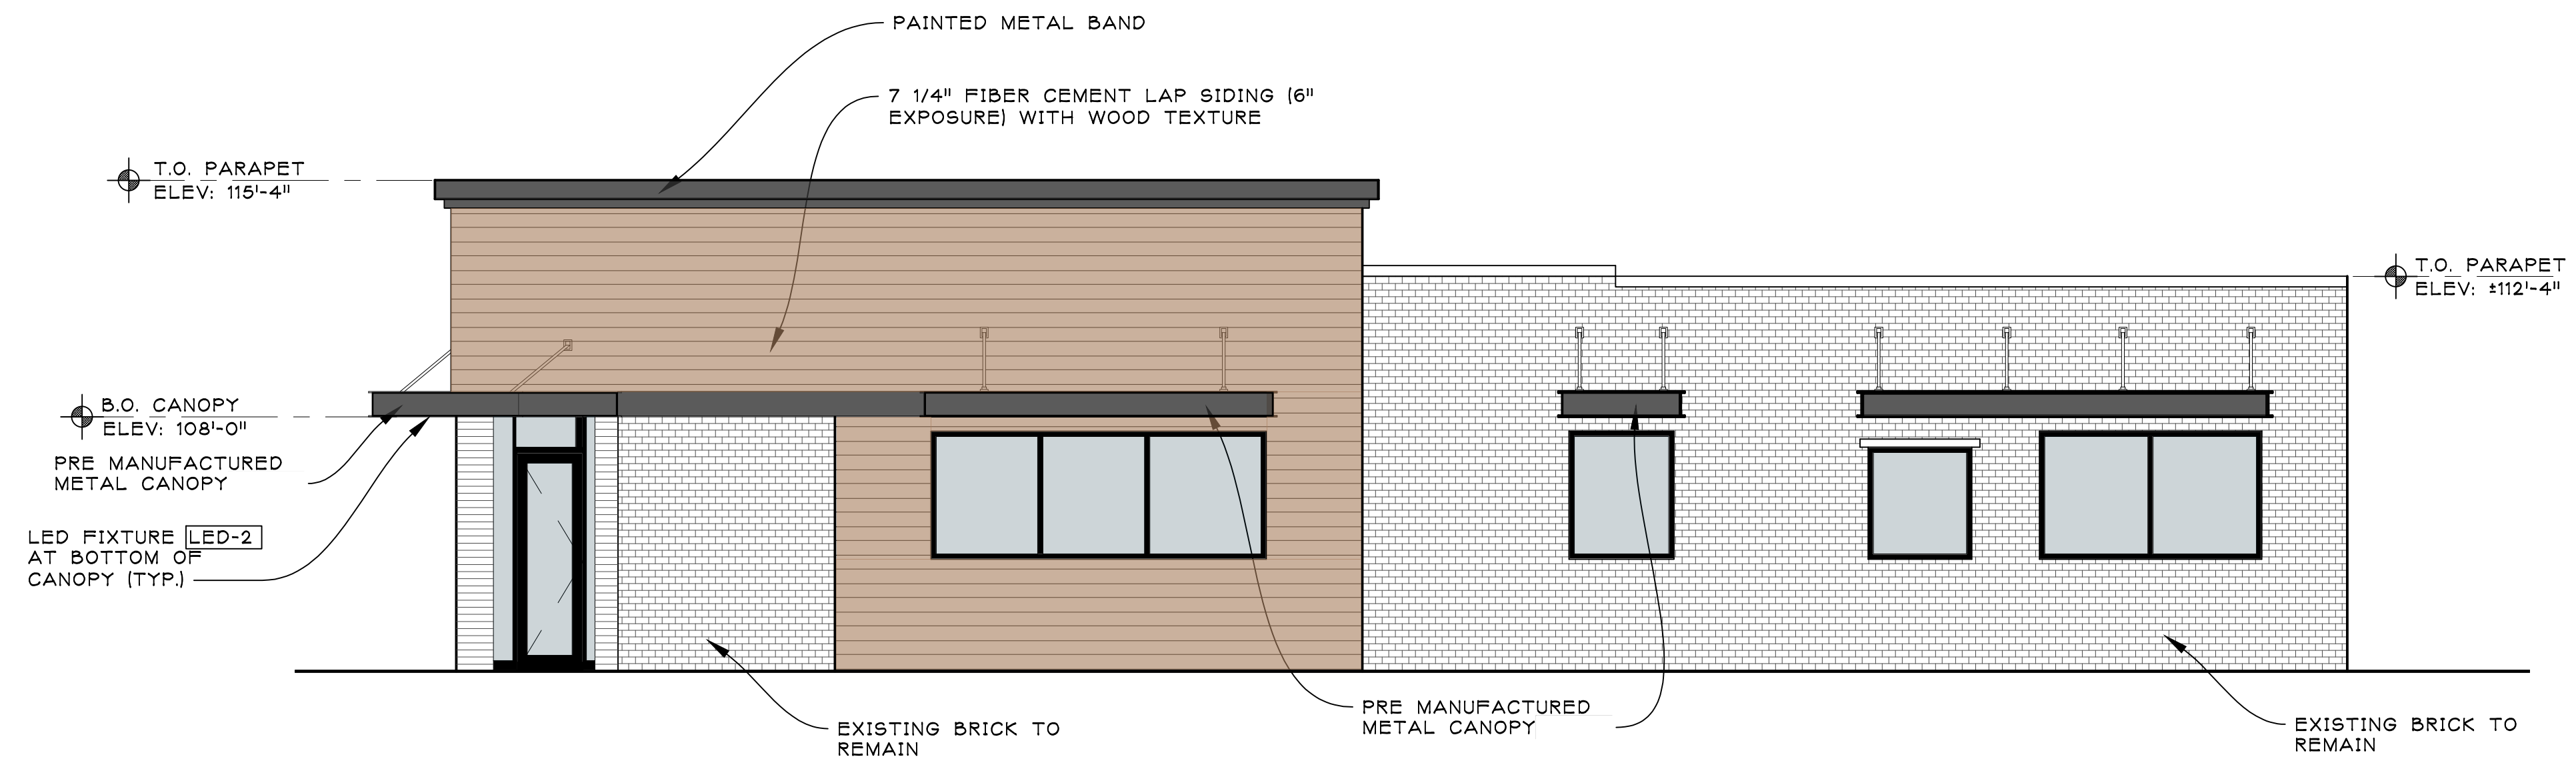 PAINTED METAL BAND
7 1/4" FIBER CEMENT LAP SIDING (6"
EXPOSURE) WITH WOOD TEXTURE
T.O. PARAPET
ELEV: 115'-4"
T.O. PARAPET
ELEV: ±112'-4"
B.O. CANOPY
ELEV: 108'-0"
PRE MANUFACTURED
METAL CANOPY
LED FIXTURE LED-2
AT BOTTOM OF
CANOPY (TYP.)
PRE MANUFACTURED
METAL CANOPY
EXISTING BRICK TO
REMAIN
EXISTING BRICK TO
REMAIN